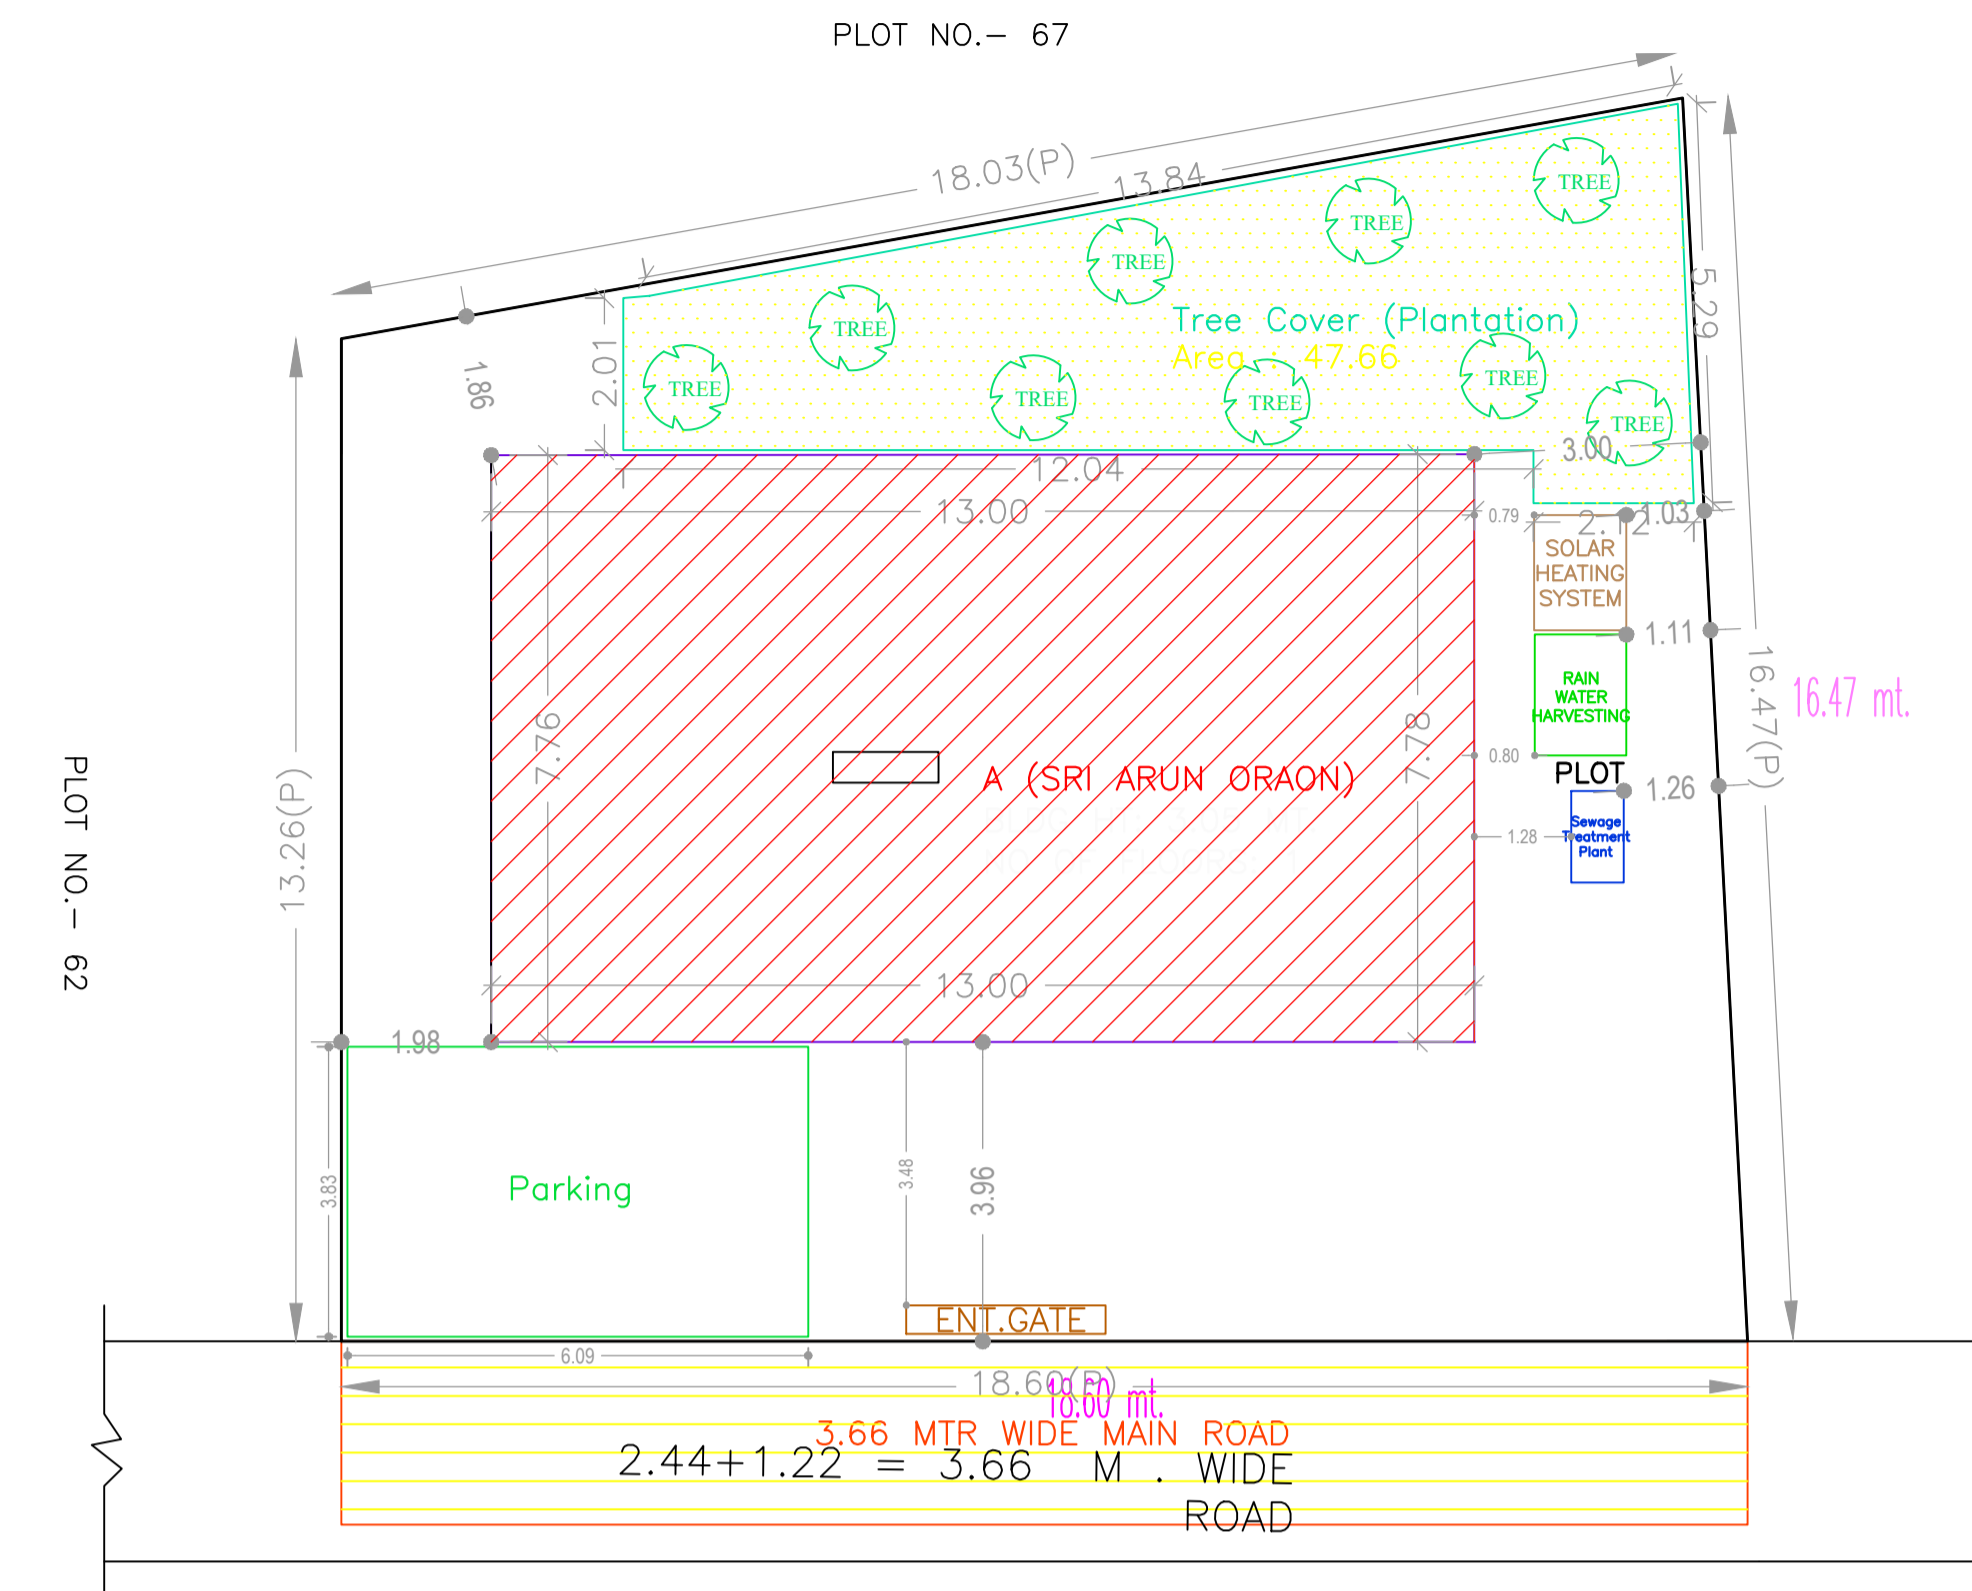 PLOT NO.- 67
18.03(P)
13.84
TREE
TREE
TREE
TREE
TREE
TREE
TREE
TREE
TREE
Tree Cover (Plantation)
Area : 47.66
5.29
2.01
1.86
3.00
12.04
13.00
0.79
2.12
1.03
SOLAR
HEATING
SYSTEM
1.11
16.47(P)
16.47 mt.
RAIN
WATER
HARVESTING
7.76
7.78
0.80
A (SRI ARUN ORAON)
PLOT
1.26
Sewage
Treatment
Plant
1.28
PLOT NO.- 62
13.26(P)
13.00
1.98
3.83
Parking
3.48
3.96
ENT.GATE
6.09
18.60(P)
18.60 mt.
3.66 MTR WIDE MAIN ROAD
2.44+1.22 = 3.66 M . WIDE
ROAD